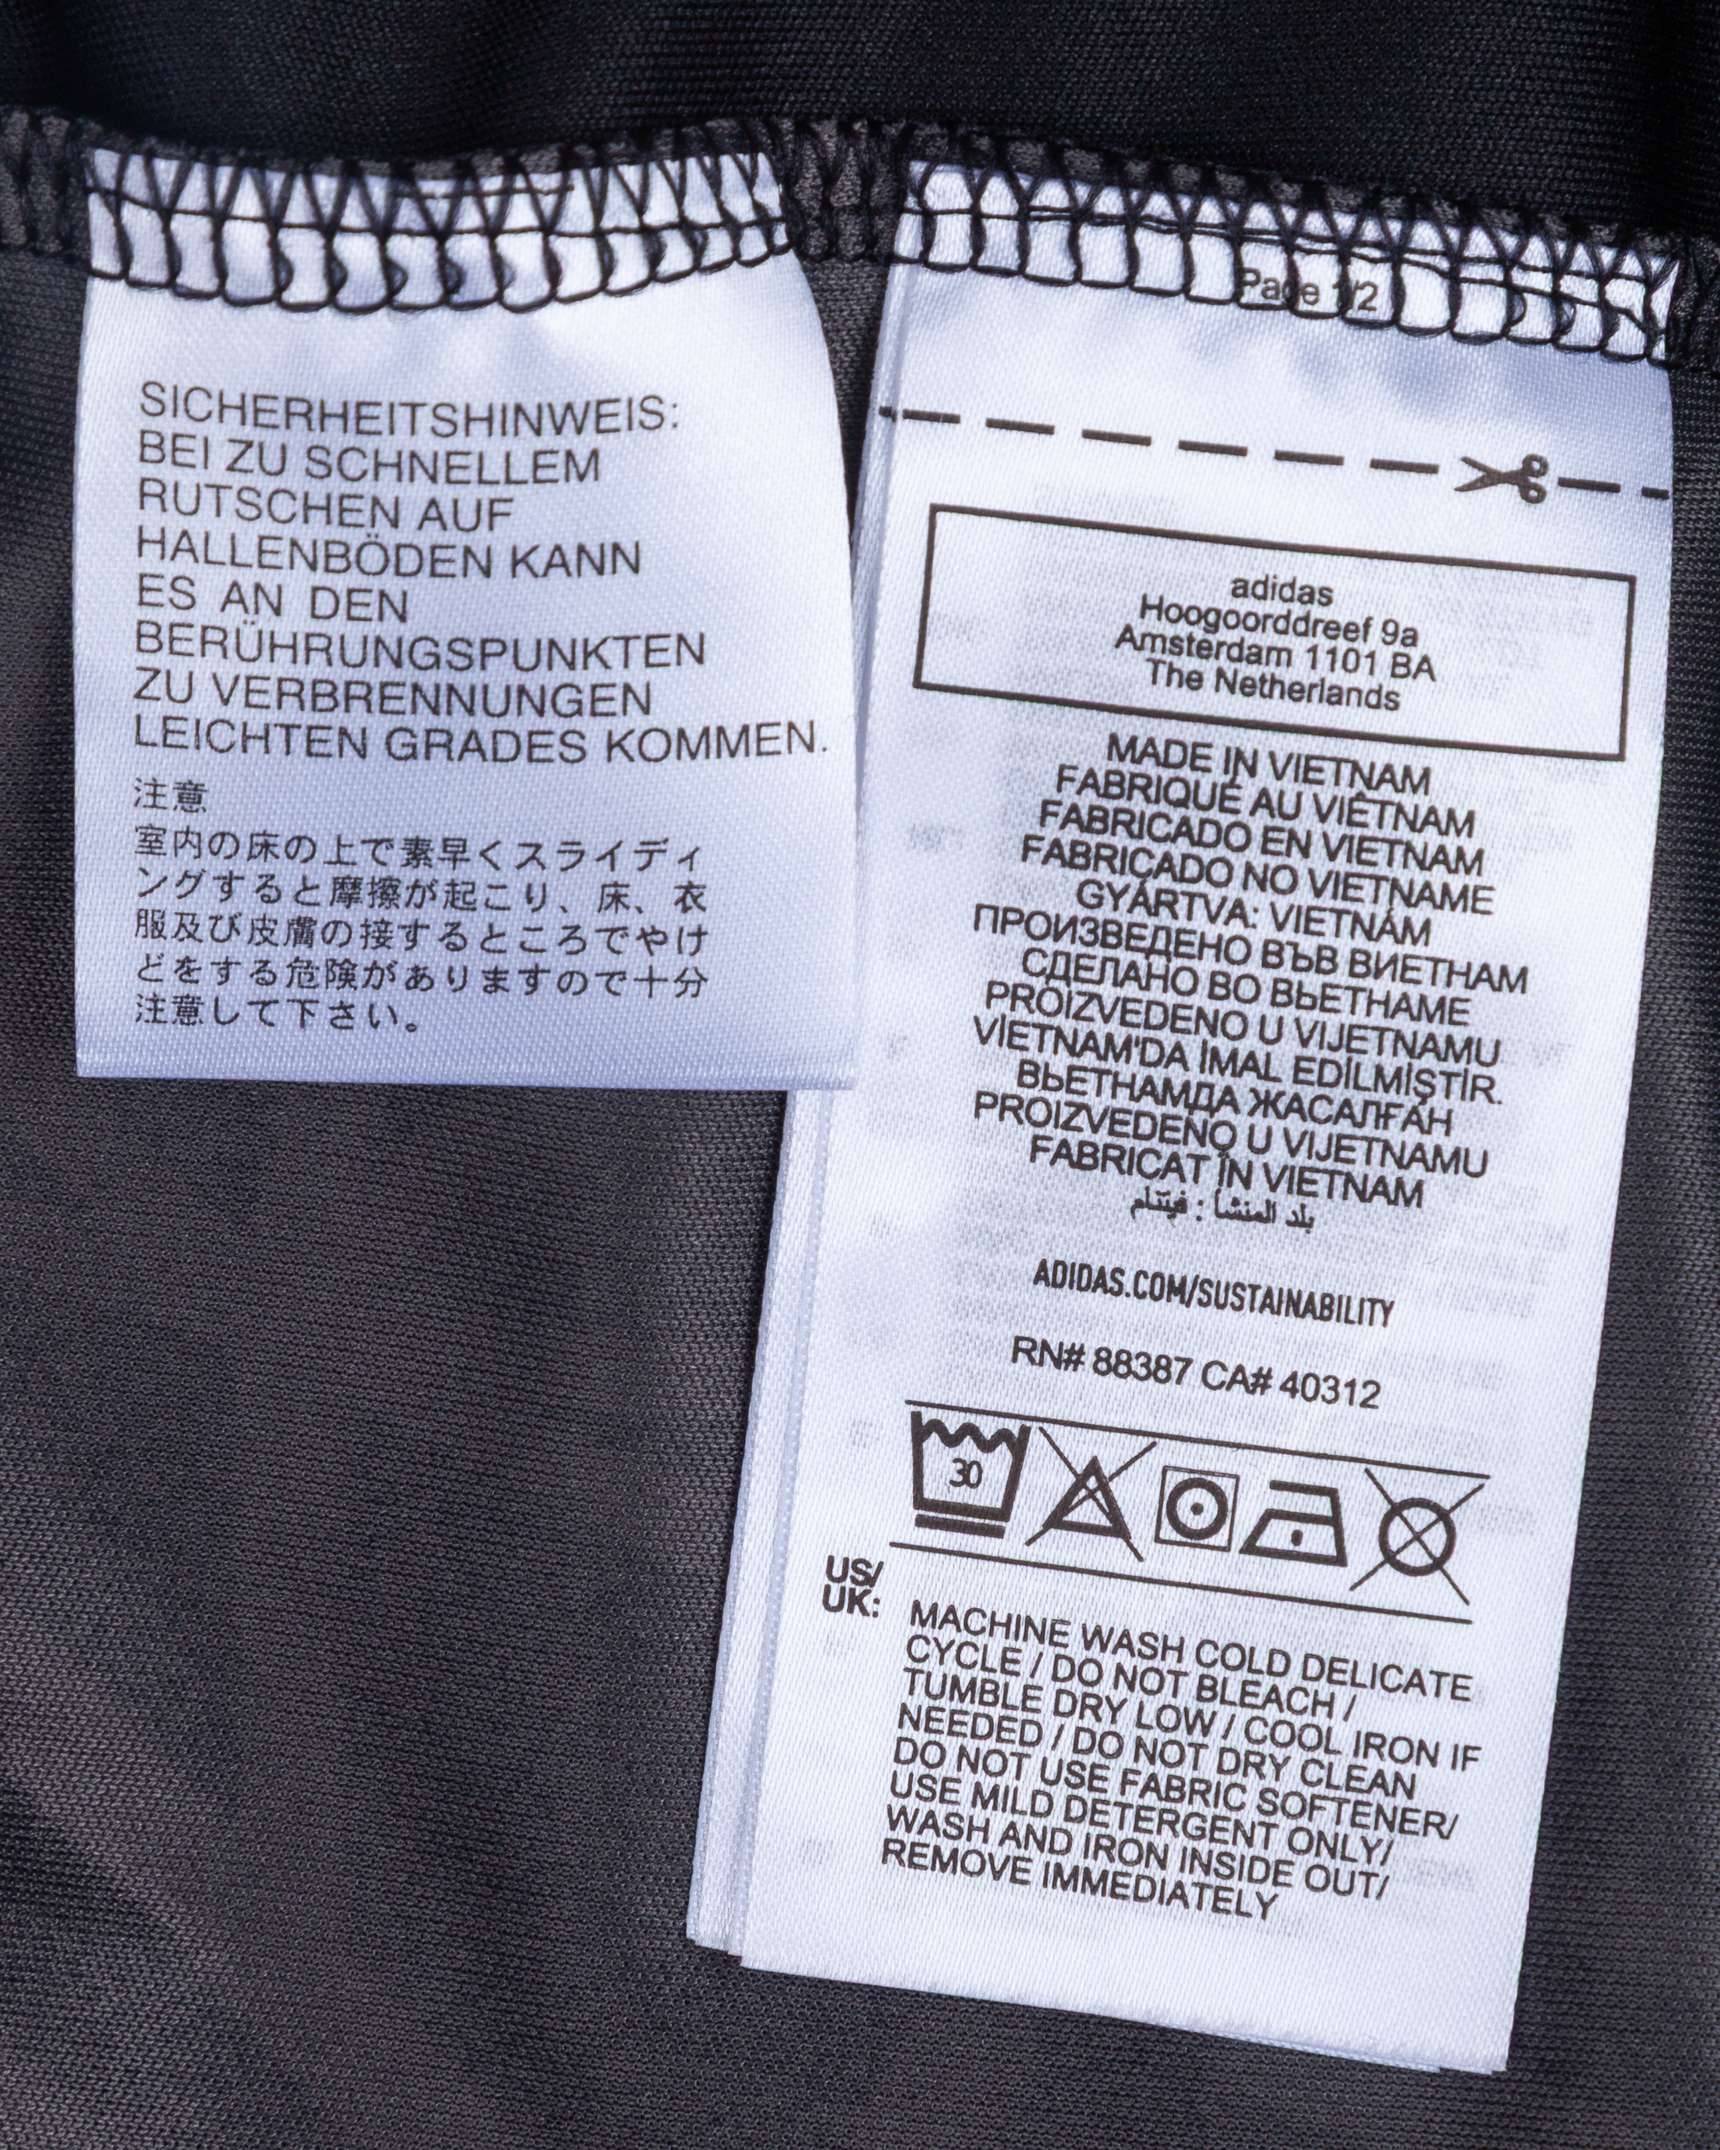 SICHERHEITSHINWEIS:
BEI ZU SCHNELLEM
RUTSCHEN AUF
HALLENBÖDEN KANN
ES AN DEN
BERÜHRUNGSPUNKTEN
ZU VERBRENNUNGEN
LEICHTEN GRADES KOMMEN.
注意
室内の床の上で素早くスライディ
ングすると摩擦が起こり、床、衣
服及び皮膚の接するところでやけ
どをする危険がありますので十分
注意して下さい。
Page 1/2
adidas
Hoogoorddreef 9a
Amsterdam 1101 BA
The Netherlands
MADE IN VIETNAM
FABRIQUÉ AU VIÊTNAM
FABRICADO EN VIETNAM
FABRICADO NO VIETNAME
GYÁRTVA: VIETNÁM
ПРОИЗВЕДЕНО ВЪВ ВИЕТНАМ
СДЕЛАНО ВО ВЬЕТНАМЕ
PROIZVEDENO U VIJETNAMU
VİETNAM'DA İMAL EDİLMİŞTİR.
ВЬЕТНАМДА ЖАСАЛҒАН
PROIZVEDENO U VIJETNAMU
FABRICAT ÎN VIETNAM
بلد المنشأ : فيتنام
ADIDAS.COM/SUSTAINABILITY
RN# 88387 CA# 40312
30
US/
UK:
MACHINE WASH COLD DELICATE
CYCLE / DO NOT BLEACH /
TUMBLE DRY LOW / COOL IRON IF
NEEDED / DO NOT DRY CLEAN
DO NOT USE FABRIC SOFTENER/
USE MILD DETERGENT ONLY/
WASH AND IRON INSIDE OUT/
REMOVE IMMEDIATELY